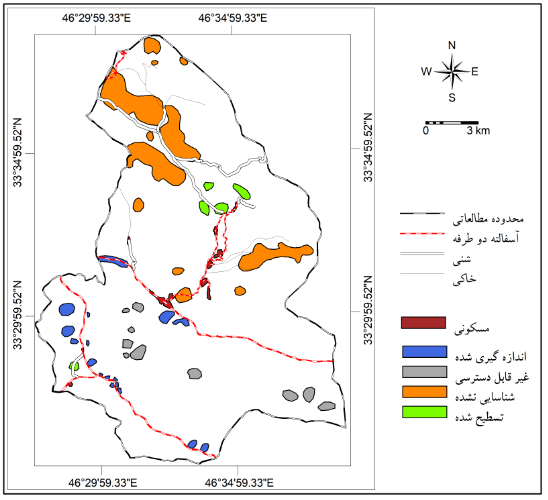 46°29'59.33"E
46°34'59.33"E
N
W
E
S
0
3 km
33°34'59.52"N
33°34'59.52"N
33°29'59.52"N
33°29'59.52"N
محدوده مطالعاتی
آسفالته دو طرفه
شنی
خاکی
مسکونی
اندازه گیری شده
غیر قابل دسترسی
شناسایی نشده
تسطیح شده
46°29'59.33"E
46°34'59.33"E